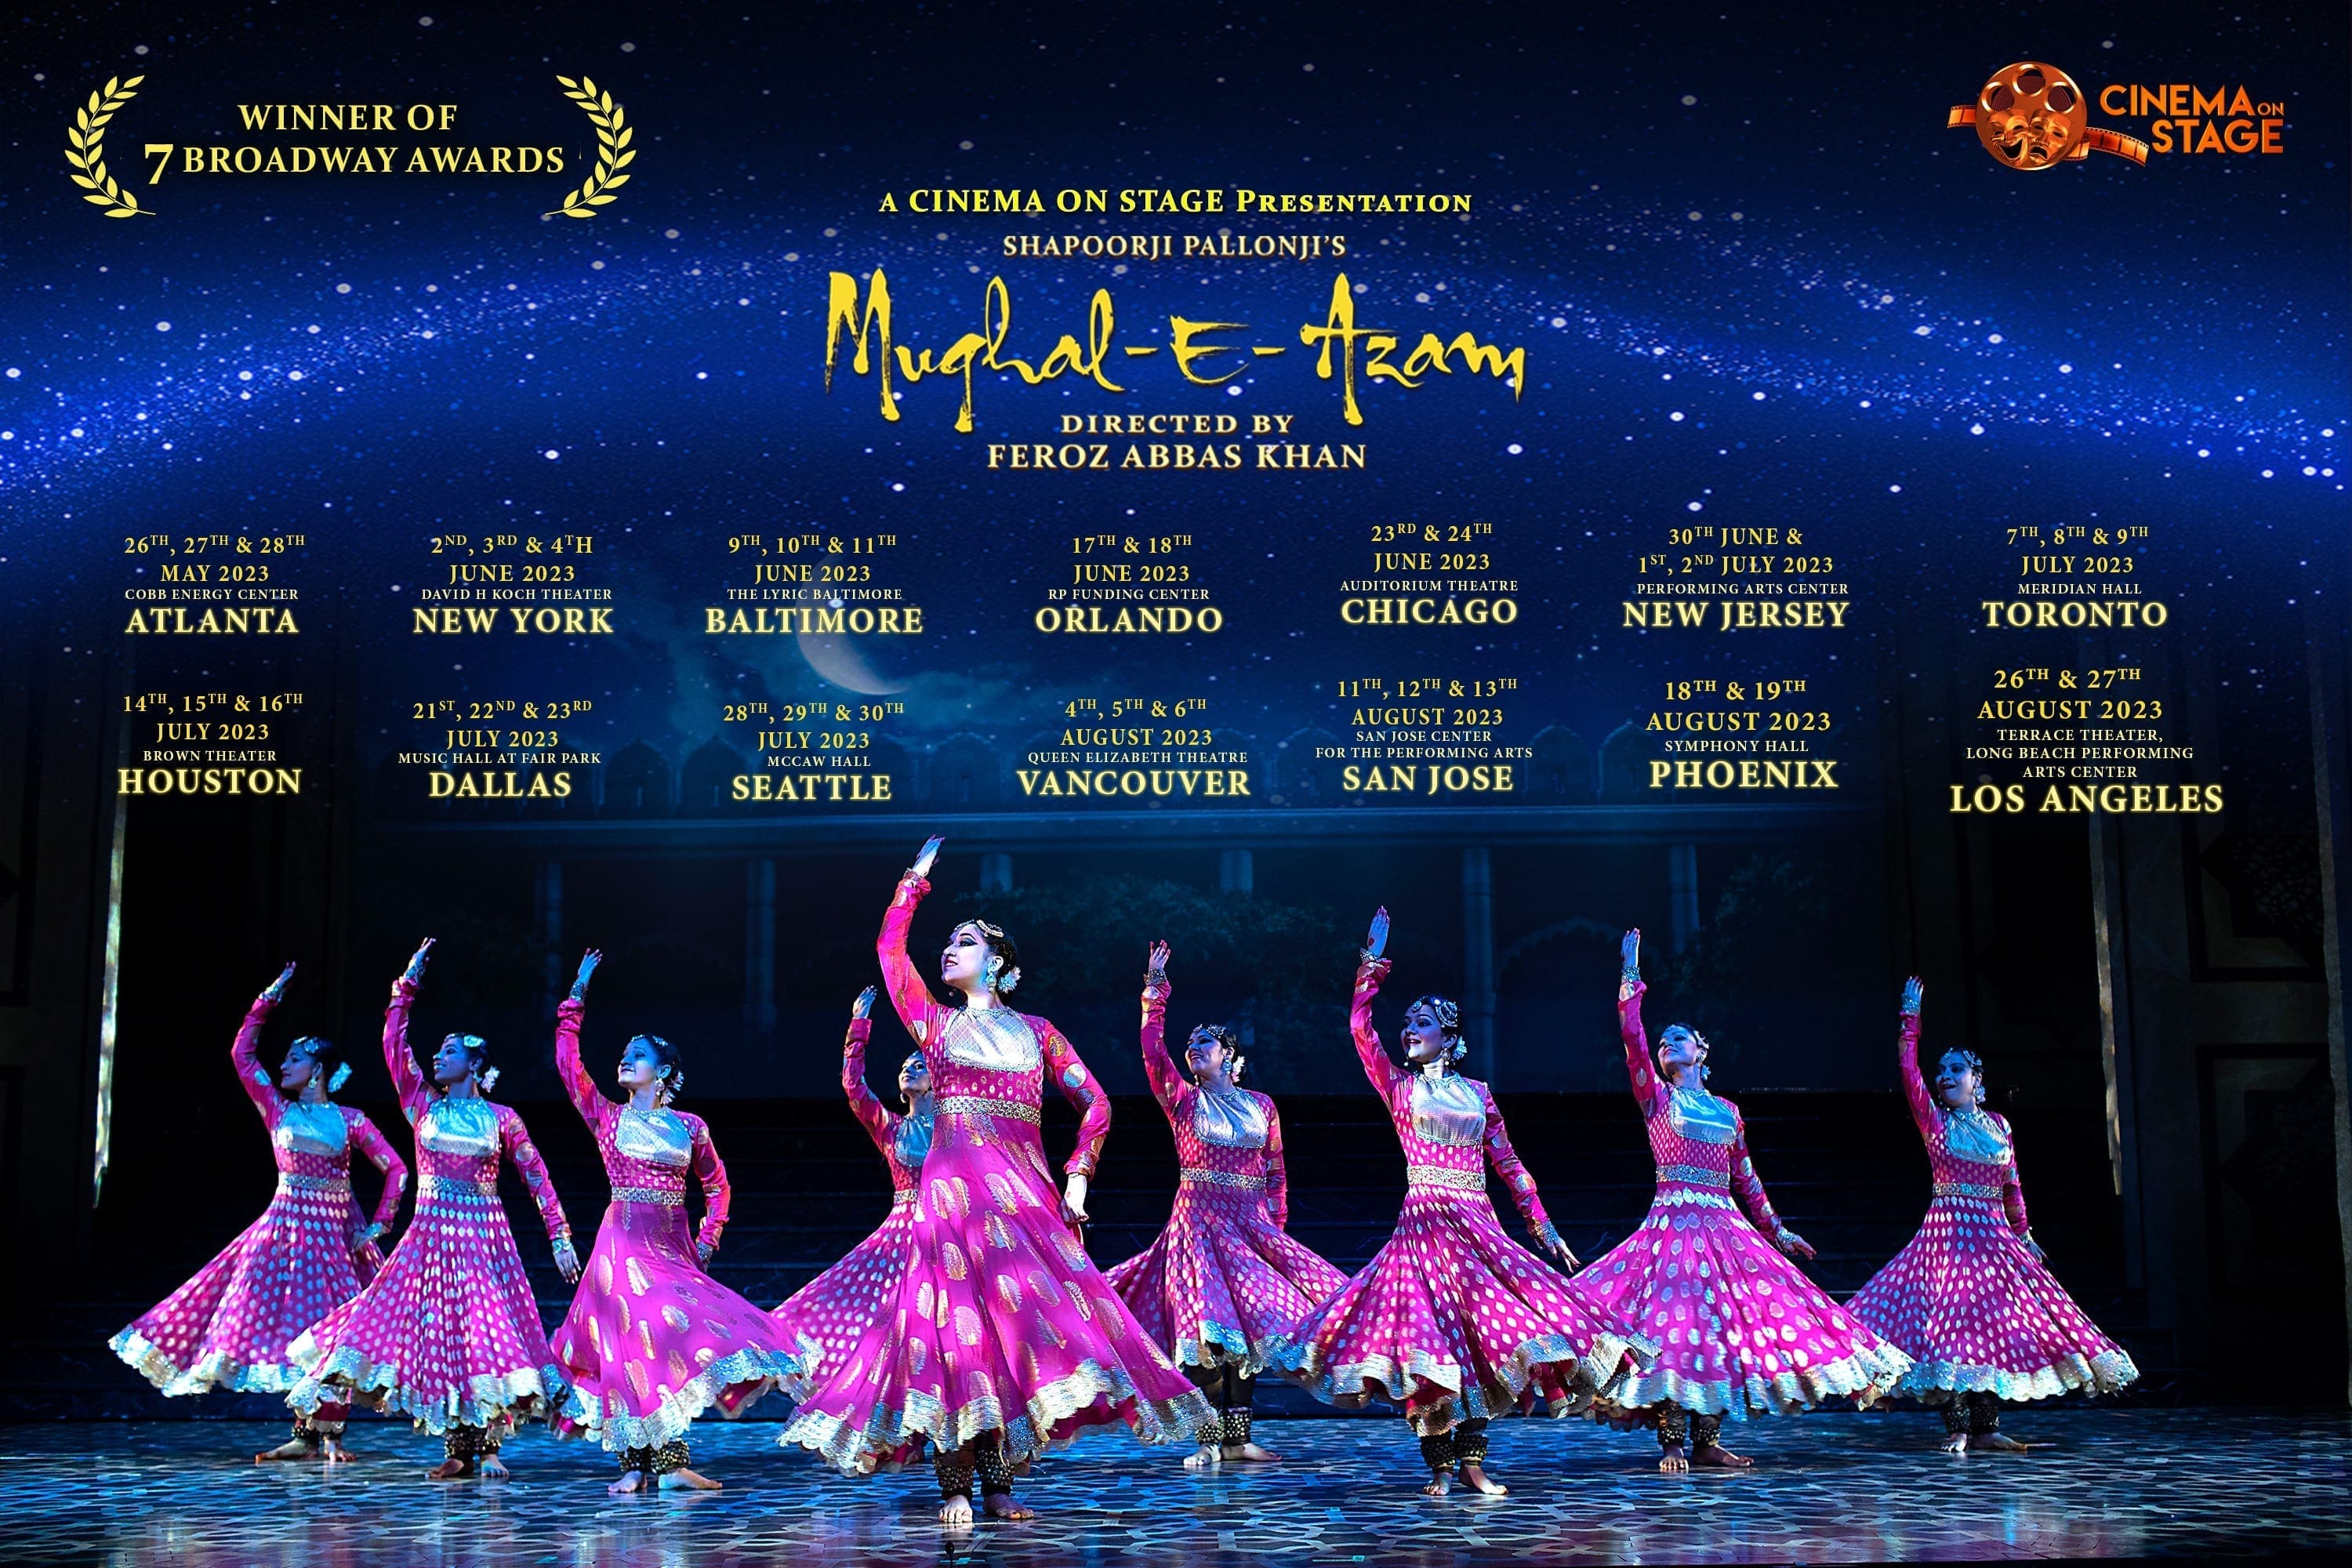 WINNER OF
7 BROADWAY AWARDS
CINEMA ON
STAGE
A CINEMA ON STAGE PRESENTATION
SHAPOORJI PALLONJI'S
Mughal-E-Azam
DIRECTED BY
FEROZ ABBAS KHAN
26TH, 27TH & 28TH
MAY 2023
COBB ENERGY CENTER
ATLANTA
2ND, 3RD & 4TH
JUNE 2023
DAVID H KOCH THEATER
NEW YORK
9TH, 10TH & 11TH
JUNE 2023
THE LYRIC BALTIMORE
BALTIMORE
17TH & 18TH
JUNE 2023
RP FUNDING CENTER
ORLANDO
23RD & 24TH
JUNE 2023
AUDITORIUM THEATRE
CHICAGO
30TH JUNE &
1ST, 2ND JULY 2023
PERFORMING ARTS CENTER
NEW JERSEY
7TH, 8TH & 9TH
JULY 2023
MERIDIAN HALL
TORONTO
14TH, 15TH & 16TH
JULY 2023
BROWN THEATER
HOUSTON
21ST, 22ND & 23RD
JULY 2023
MUSIC HALL AT FAIR PARK
DALLAS
28TH, 29TH & 30TH
JULY 2023
MCCAW HALL
SEATTLE
4TH, 5TH & 6TH
AUGUST 2023
QUEEN ELIZABETH THEATRE
VANCOUVER
11TH, 12TH & 13TH
AUGUST 2023
SAN JOSE CENTER
FOR THE PERFORMING ARTS
SAN JOSE
18TH & 19TH
AUGUST 2023
SYMPHONY HALL
PHOENIX
26TH & 27TH
AUGUST 2023
TERRACE THEATER,
LONG BEACH PERFORMING
ARTS CENTER
LOS ANGELES